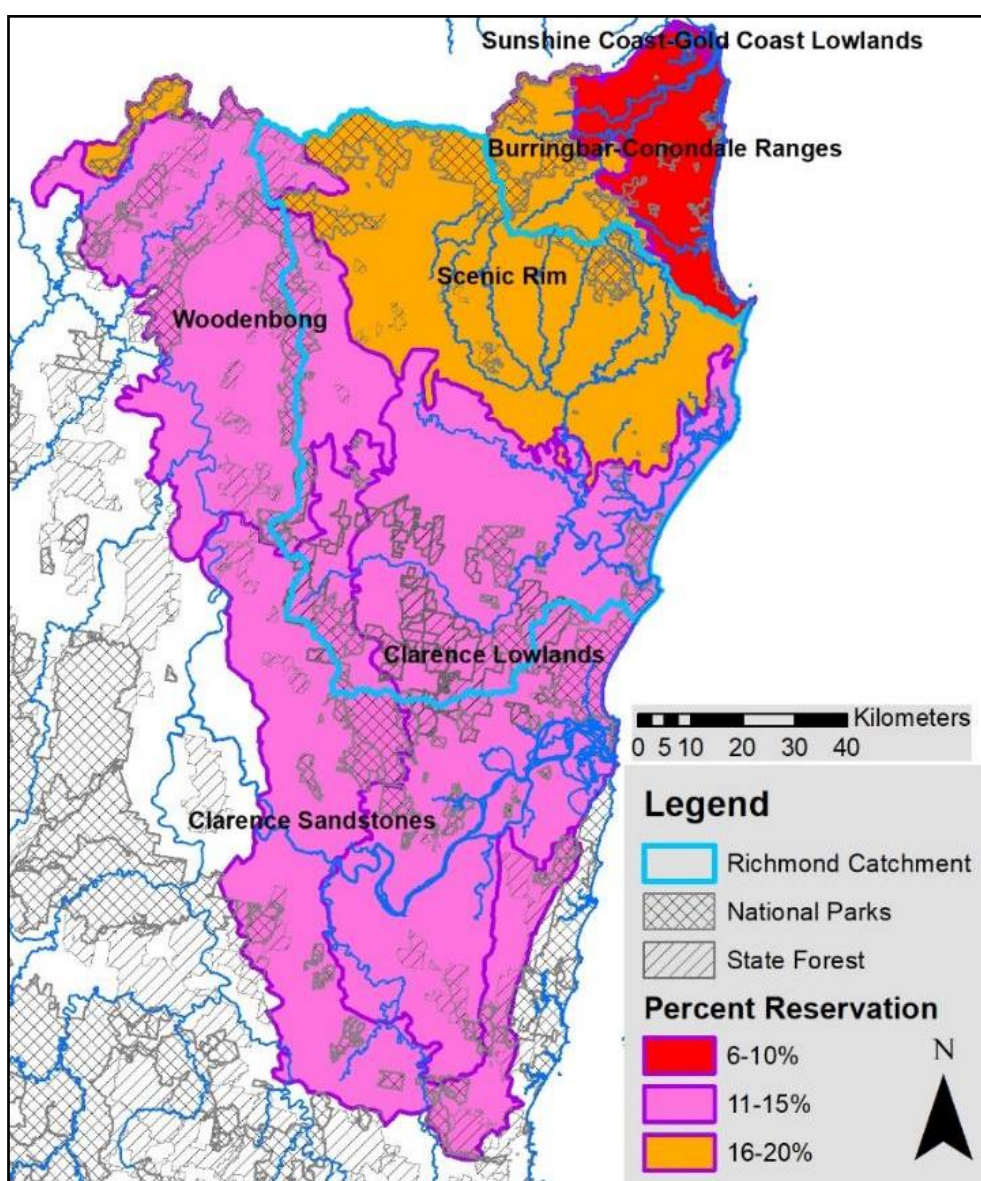 Sunshine Coast-Gold Coast Lowlands
Burringbar-Conondale Ranges
Scenic Rim
Woodenbong
Clarence Lowlands
Clarence Sandstones
Kilometers
0 5 10 20 30 40
Legend
Richmond Catchment
National Parks
State Forest
Percent Reservation
6-10%
11-15%
16-20%
N